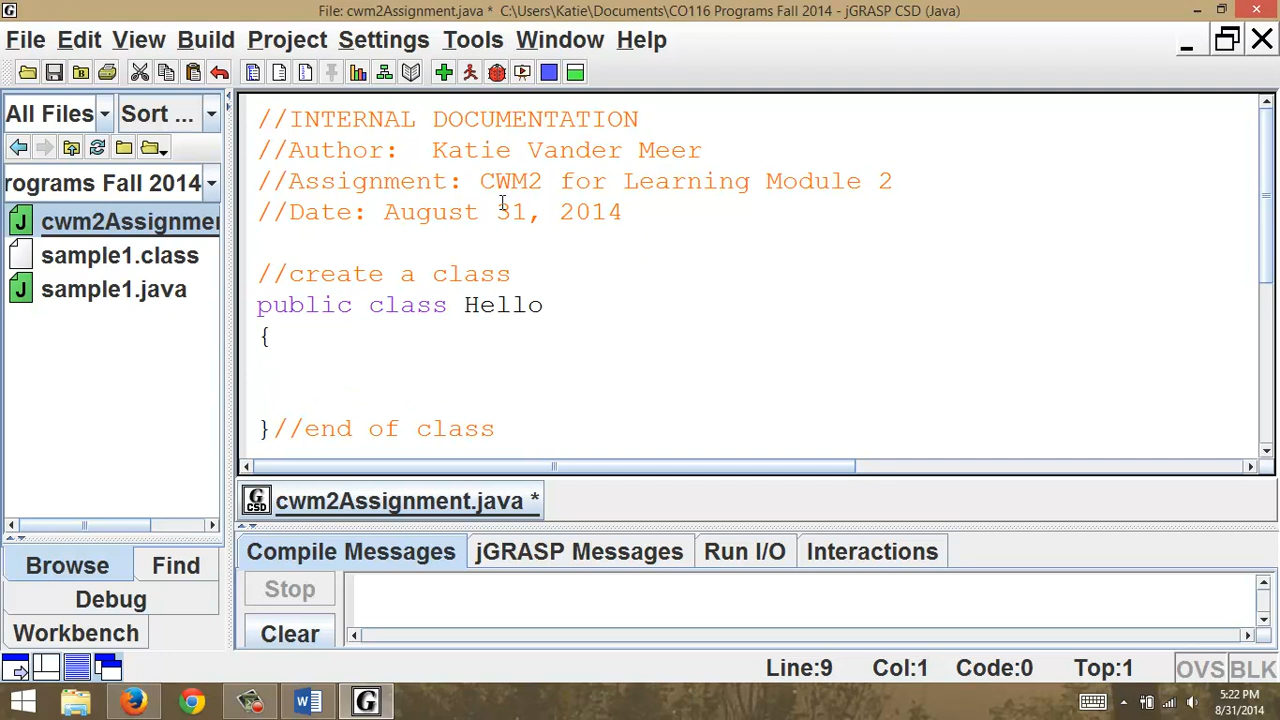 File: cwm2Assignment.java * C:\Users\Katie\Documents\CO116 Programs Fall 2014 - jGRASP CSD (Java)
File Edit View Build Project Settings Tools Window Help
All Files Sort ...
rograms Fall 2014
cwm2Assignme
sample1.class
sample1.java
//INTERNAL DOCUMENTATION
//Author: Katie Vander Meer
//Assignment: CWM2 for Learning Module 2
//Date: August 31, 2014
//create a class
public class Hello
{
}//end of class
G CSD cwm2Assignment.java *
Browse Find
Debug
Workbench
Compile Messages jGRASP Messages Run I/O Interactions
Stop
Clear
Line:9 Col:1 Code:0 Top:1 OVS BLK
5:22 PM
8/31/2014